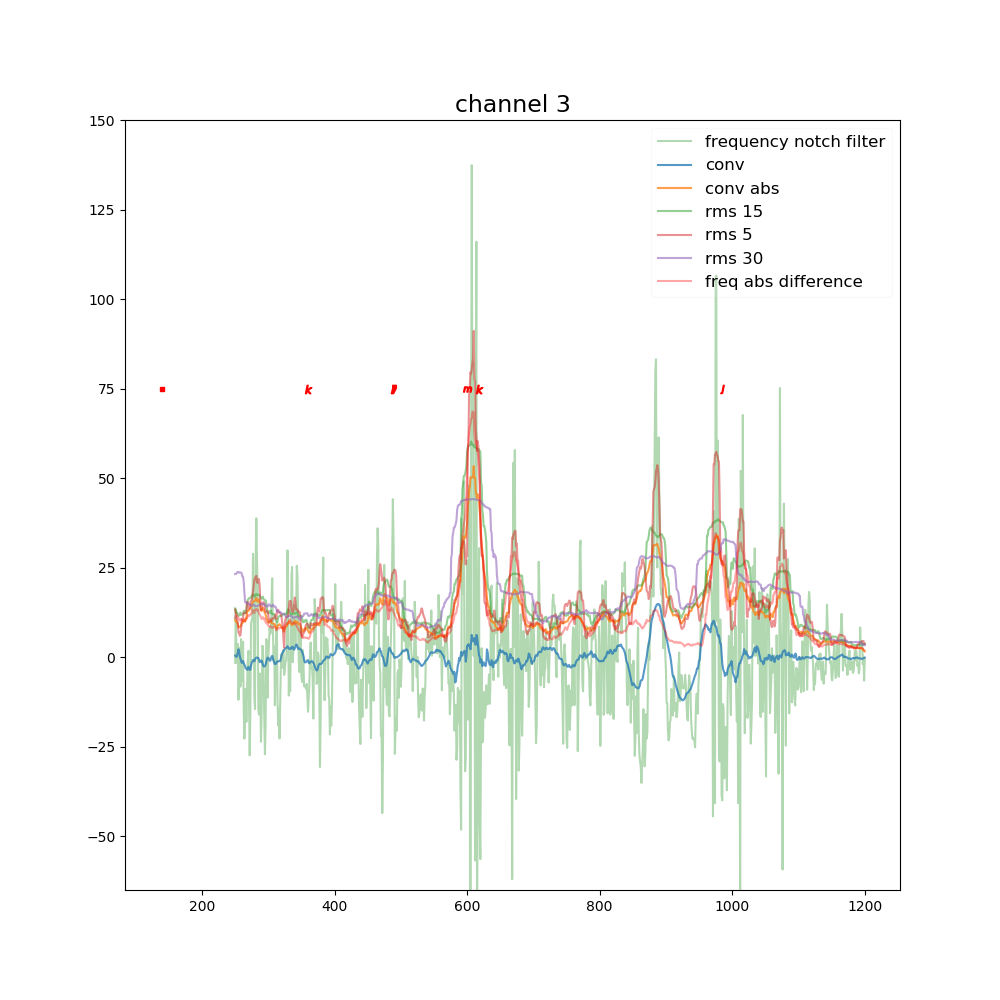 channel 3
150
frequency notch filter
conv
conv abs
rms 15
rms 5
rms 30
freq abs difference
125
100
75
k
m k
j
50
25
0
−25
−50
200 400 600 800 1000 1200